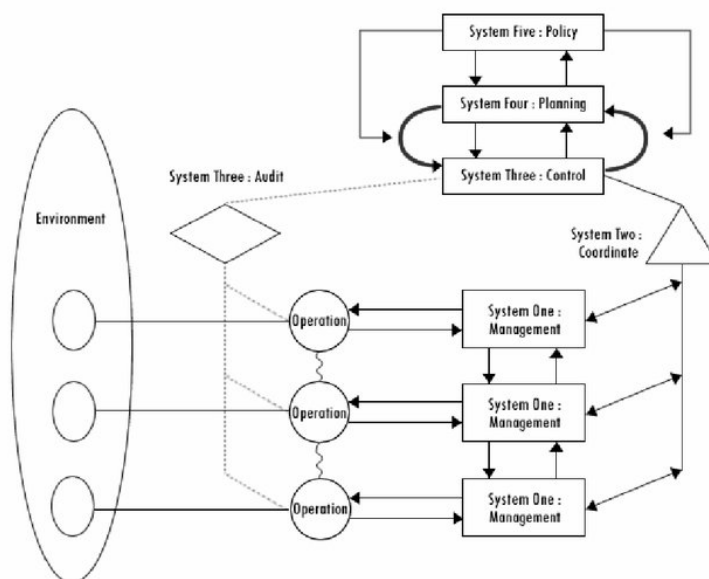 System Five : Policy
System Four : Planning
System Three : Audit
System Three : Control
Environment
System Two :
Coordinate
Operation
System One :
Management
Operation
System One :
Management
Operation
System One :
Management